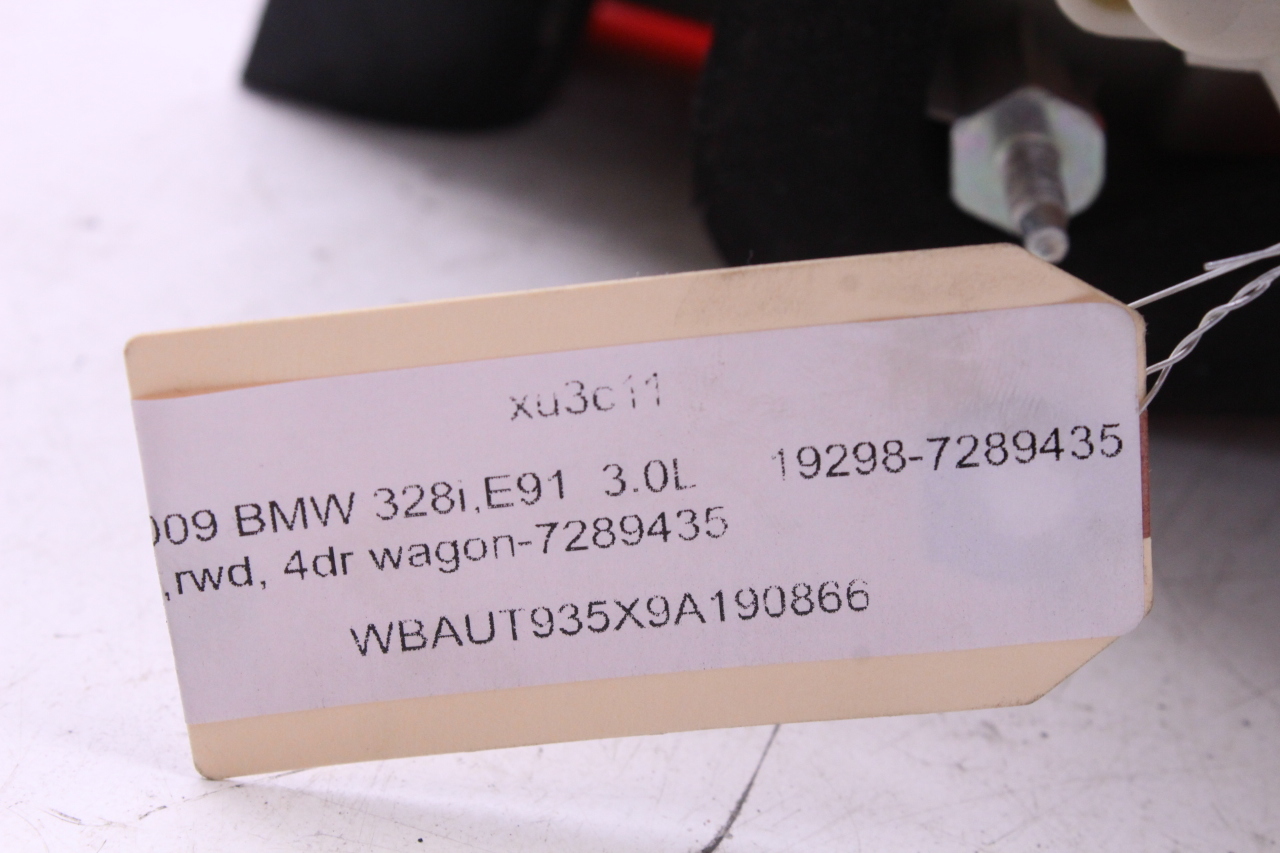 xu3c11
009 BMW 328i,E91 3.0L 19298-7289435
,rwd, 4dr wagon-7289435
WBAUT935X9A190866